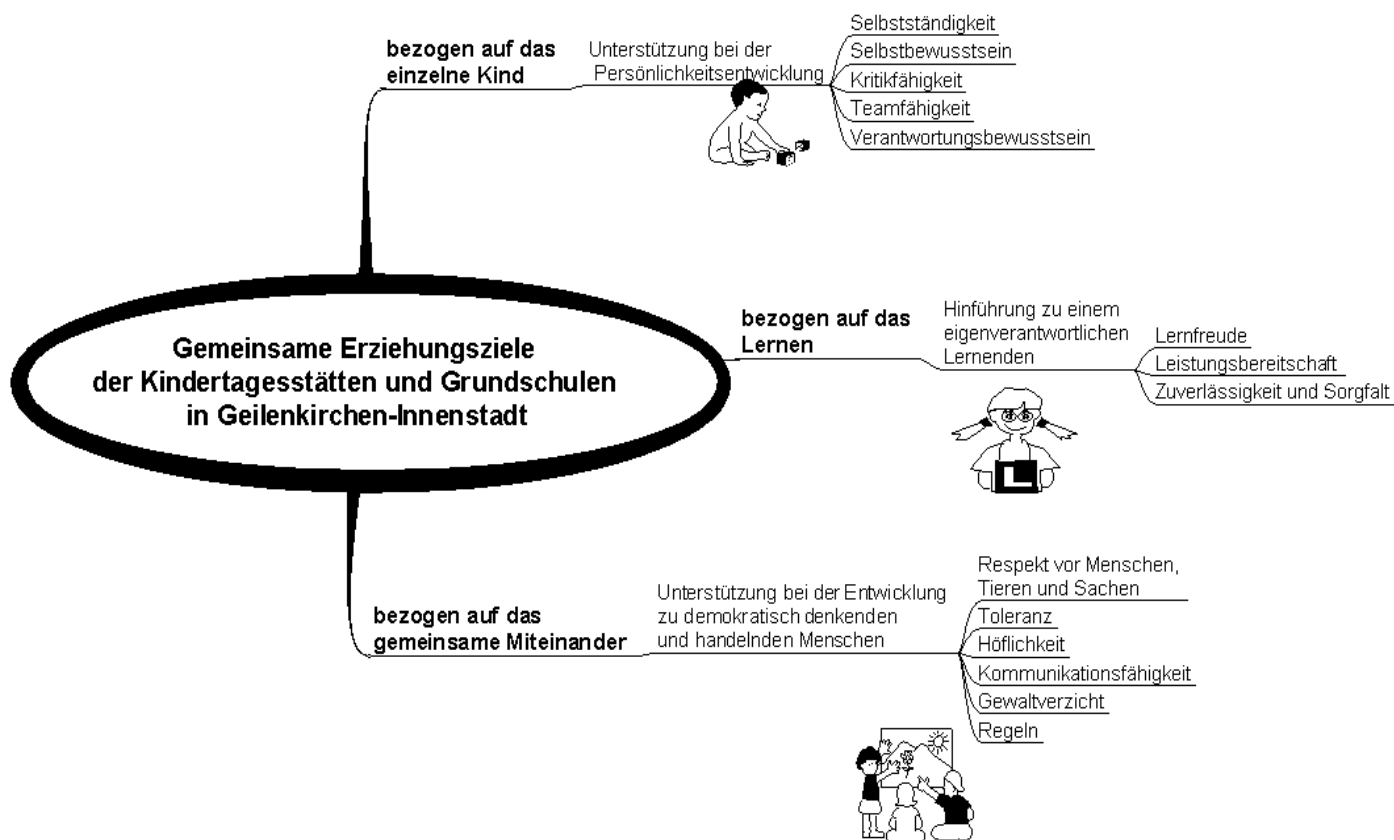 bezogen auf das
einzelne Kind
Unterstützung bei der
Persönlichkeitsentwicklung
Selbstständigkeit
Selbstbewusstsein
Kritikfähigkeit
Teamfähigkeit
Verantwortungsbewusstsein
Gemeinsame Erziehungsziele
der Kindertagesstätten und Grundschulen
in Geilenkirchen-Innenstadt
bezogen auf das
Lernen
Hinführung zu einem
eigenverantwortlichen
Lernenden
Lernfreude
Leistungsbereitschaft
Zuverlässigkeit und Sorgfalt
L
bezogen auf das
gemeinsame Miteinander
Unterstützung bei der Entwicklung
zu demokratisch denkenden
und handelnden Menschen
Respekt vor Menschen,
Tieren und Sachen
Toleranz
Höflichkeit
Kommunikationsfähigkeit
Gewaltverzicht
Regeln